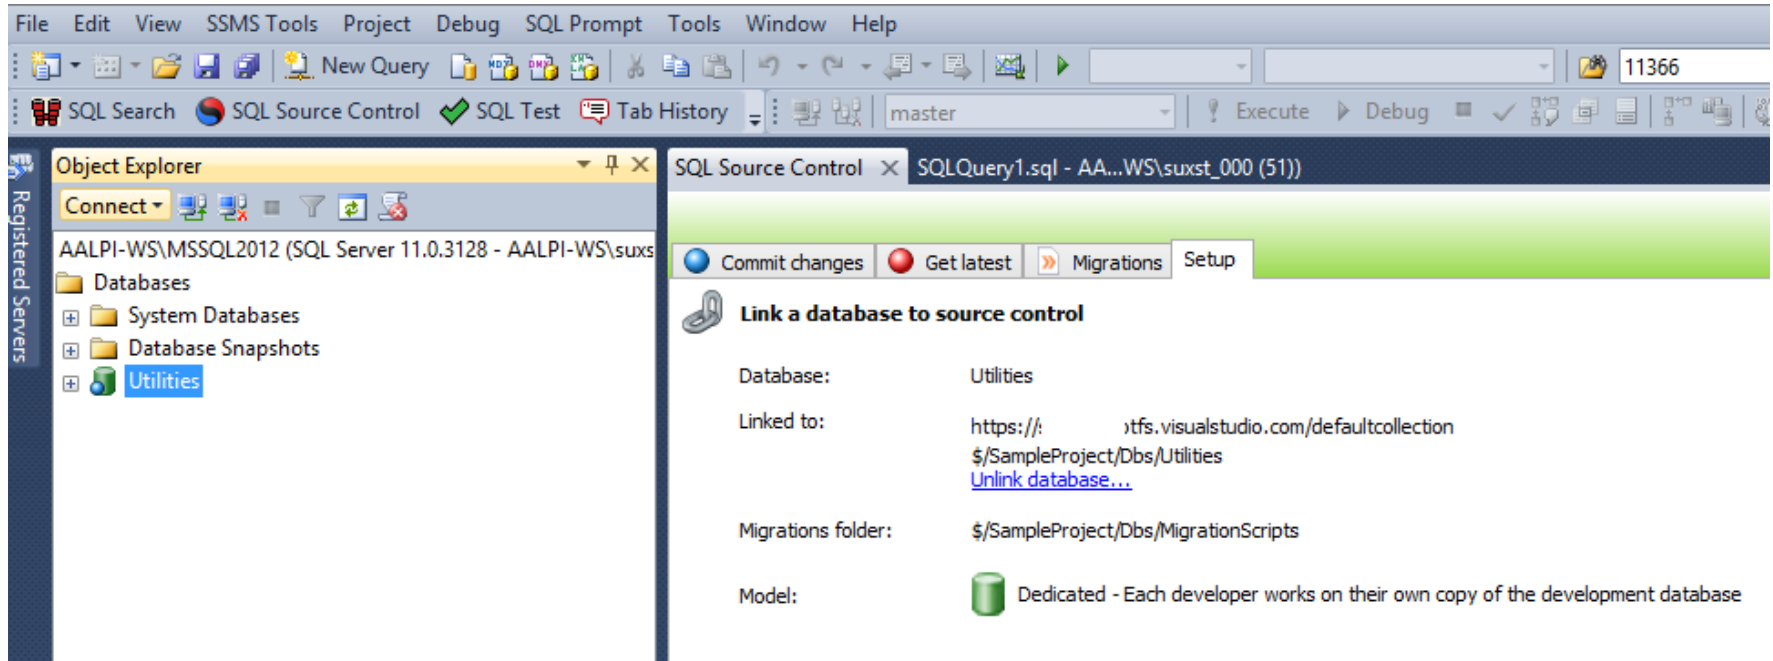 File Edit View SSMS Tools Project Debug SQL Prompt Tools Window Help
New Query 11366
SQL Search SQL Source Control SQL Test Tab History master Execute Debug
Registered Servers
Object Explorer
Connect
AALPI-WS\MSSQL2012 (SQL Server 11.0.3128 - AALPI-WS\suxs
Databases
System Databases
Database Snapshots
Utilities
SQL Source Control SQLQuery1.sql - AA...WS\suxst_000 (51))
Commit changes Get latest Migrations Setup
Link a database to source control
Database: Utilities
Linked to: https:// tfs.visualstudio.com/defaultcollection
$/SampleProject/Dbs/Utilities
Unlink database...
Migrations folder: $/SampleProject/Dbs/MigrationScripts
Model: Dedicated - Each developer works on their own copy of the development database